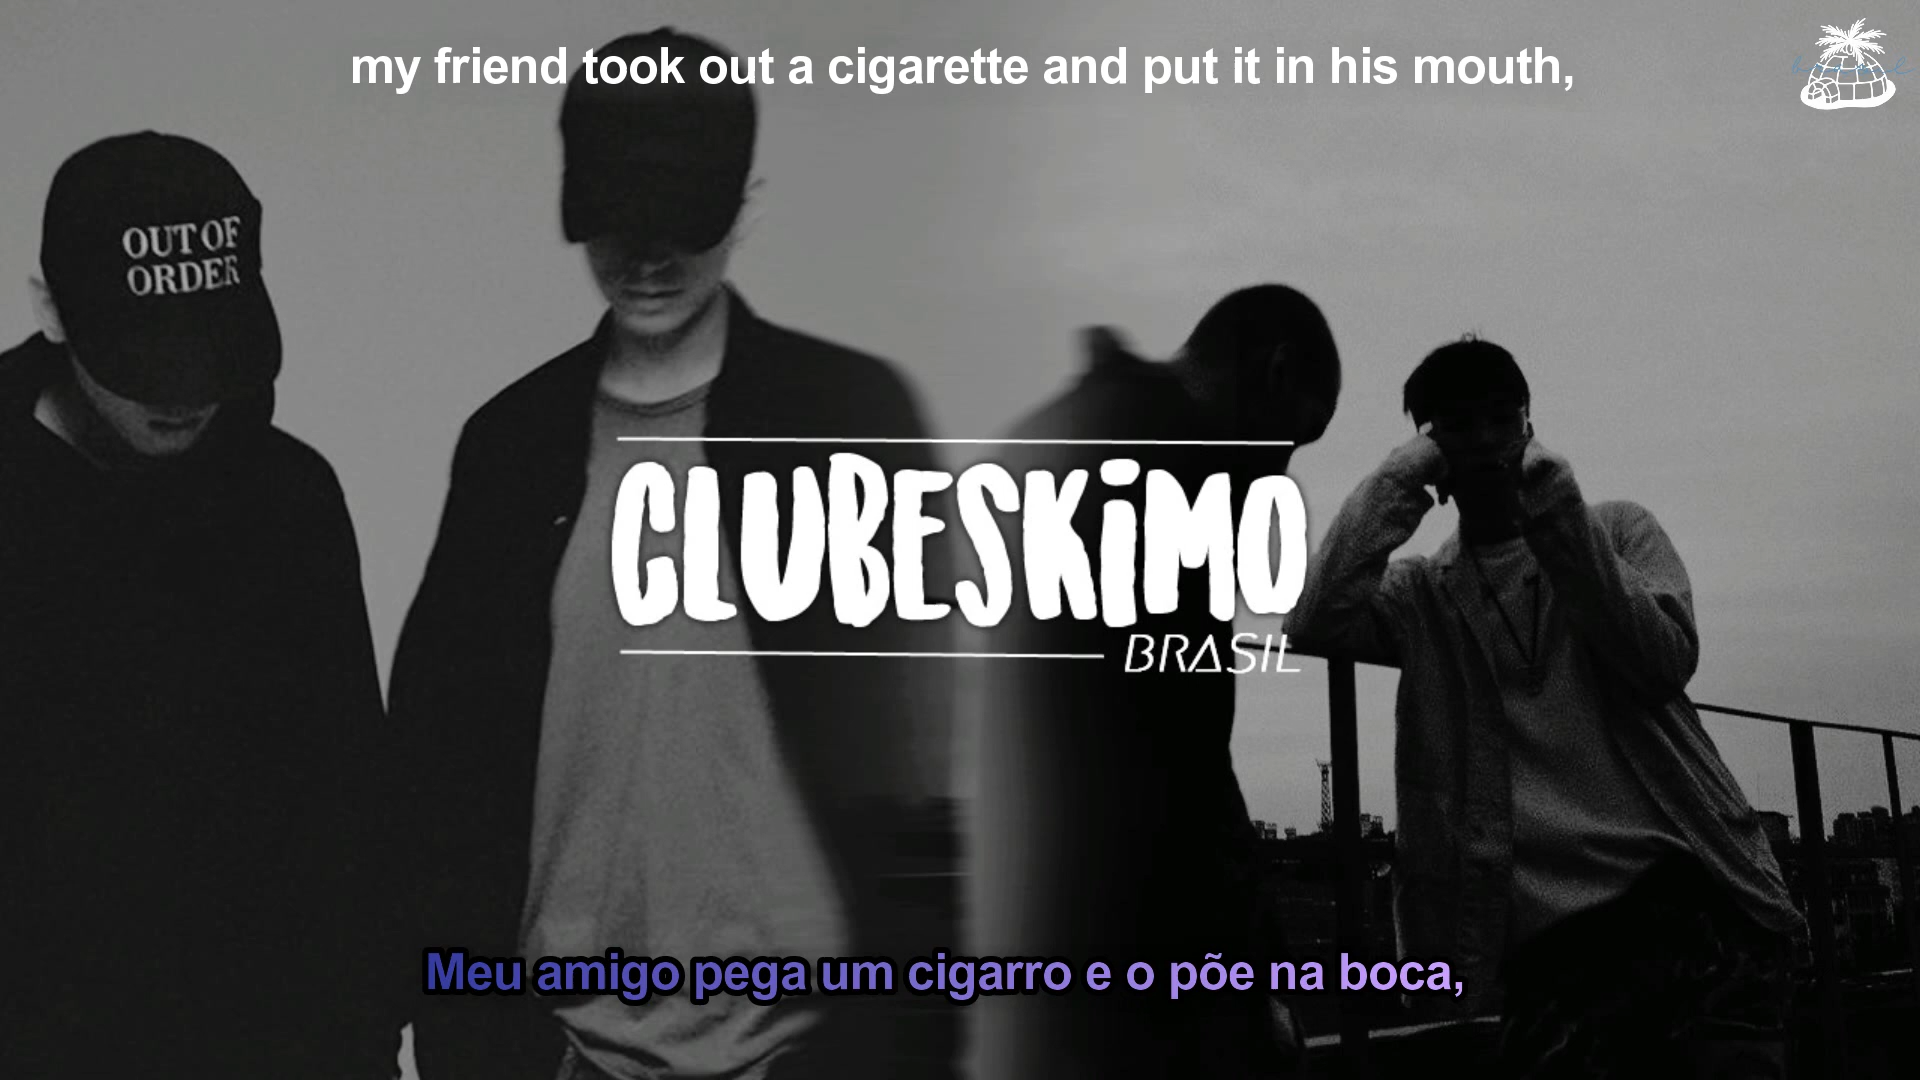 my friend took out a cigarette and put it in his mouth,
OUT OF
ORDER
CLUBESKiMO
BRASIL
Meu amigo pega um cigarro e o põe na boca,